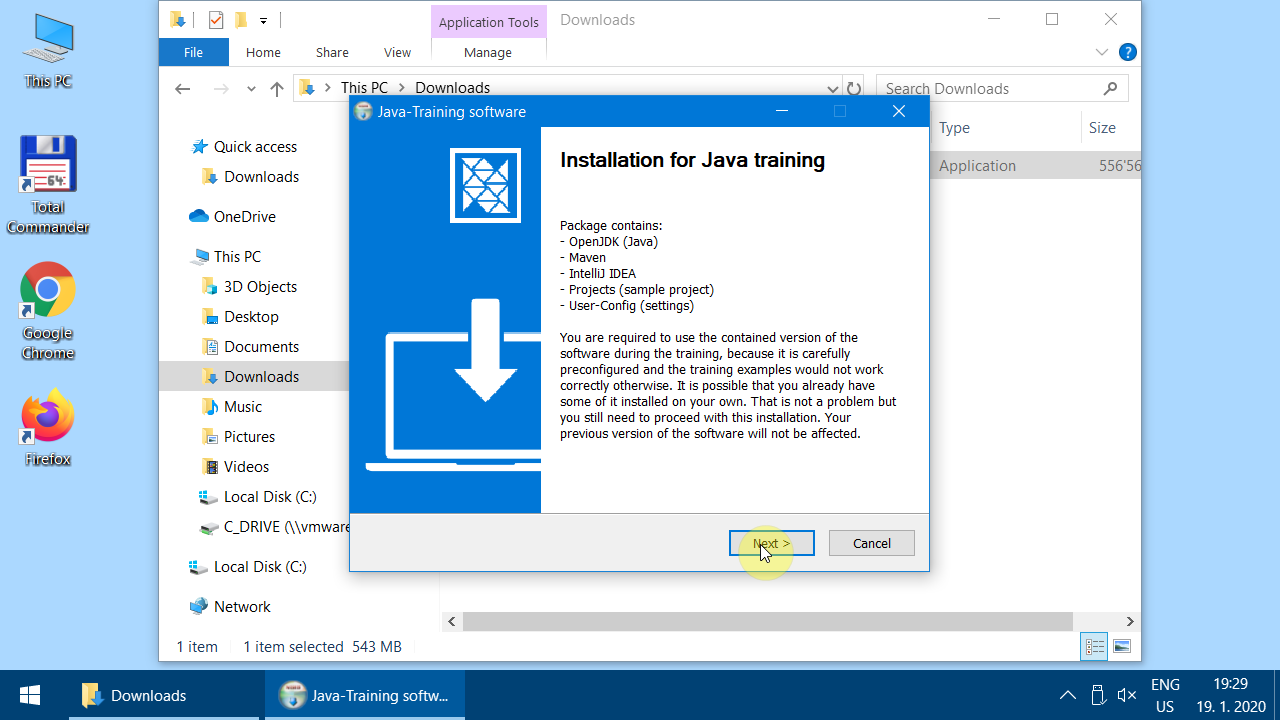 Application Tools
Downloads
File
Home
Share
View
Manage
This PC
Downloads
Search Downloads
Type
Size
Application
556'56
Quick access
Downloads
OneDrive
This PC
3D Objects
Desktop
Documents
Downloads
Music
Pictures
Videos
Local Disk (C:)
C_DRIVE (\\vmware
Local Disk (C:)
Network
1 item
1 item selected 543 MB
Java-Training software
Installation for Java training
Package contains:
- OpenJDK (Java)
- Maven
- IntelliJ IDEA
- Projects (sample project)
- User-Config (settings)
You are required to use the contained version of the
software during the training, because it is carefully
preconfigured and the training examples would not work
correctly otherwise. It is possible that you already have
some of it installed on your own. That is not a problem but
you still need to proceed with this installation. Your
previous version of the software will not be affected.
Next >
Cancel
This PC
64:
Total
Commander
Google
Chrome
Firefox
Downloads
Java-Training softw...
ENG
US
19:29
19. 1. 2020